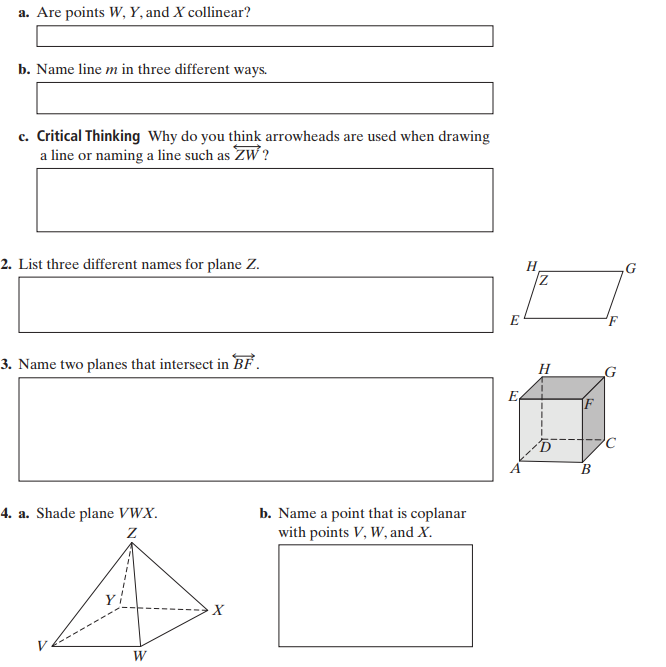 a. Are points W, Y, and X collinear?
b. Name line m in three different ways.
c. Critical Thinking Why do you think arrowheads are used when drawing
a line or naming a line such as ZW?
2. List three different names for plane Z.
H
G
Z
E
F
3. Name two planes that intersect in BF.
H
G
E
F
D
C
A
B
4. a. Shade plane VWX.
b. Name a point that is coplanar
with points V, W, and X.
Z
Y
X
V
W